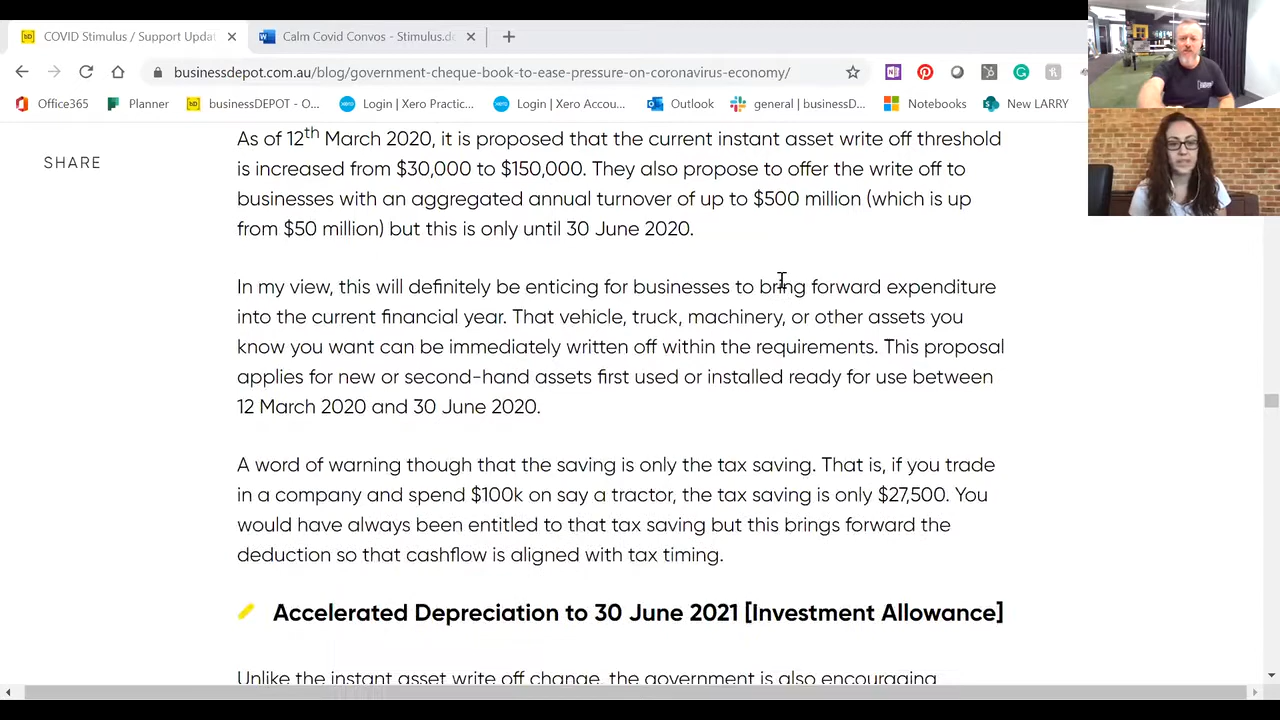 COVID Stimulus / Support Updat
Calm Covid Convos - Stimulus.do
businessdepot.com.au/blog/government-cheque-book-to-ease-pressure-on-coronavirus-economy/
Office365
Planner
businessDEPOT - O...
Login | Xero Practic...
Login | Xero Accou...
Outlook
general | businessD...
Notebooks
New LARRY
SHARE
As of 12th March 2020, it is proposed that the current instant asset write off threshold
is increased from $30,000 to $150,000. They also propose to offer the write off to
businesses with an aggregated annual turnover of up to $500 million (which is up
from $50 million) but this is only until 30 June 2020.
In my view, this will definitely be enticing for businesses to bring forward expenditure
into the current financial year. That vehicle, truck, machinery, or other assets you
know you want can be immediately written off within the requirements. This proposal
applies for new or second-hand assets first used or installed ready for use between
12 March 2020 and 30 June 2020.
A word of warning though that the saving is only the tax saving. That is, if you trade
in a company and spend $100k on say a tractor, the tax saving is only $27,500. You
would have always been entitled to that tax saving but this brings forward the
deduction so that cashflow is aligned with tax timing.
Accelerated Depreciation to 30 June 2021 [Investment Allowance]
Unlike the instant asset write off change, the government is also encouraging